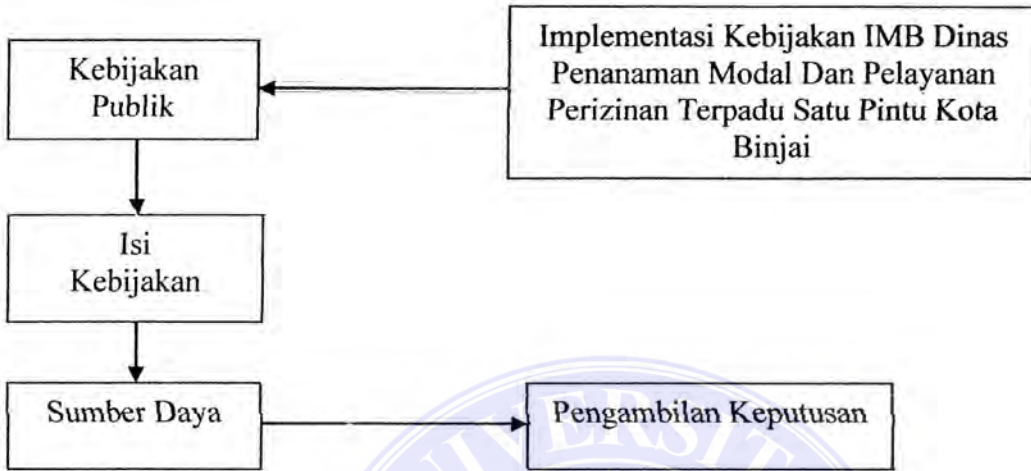 Implementasi Kebijakan IMB Dinas
Penanaman Modal Dan Pelayanan
Perizinan Terpadu Satu Pintu Kota
Binjai
Kebijakan
Publik
Isi
Kebijakan
Sumber Daya
Pengambilan Keputusan
UNIVERSIT